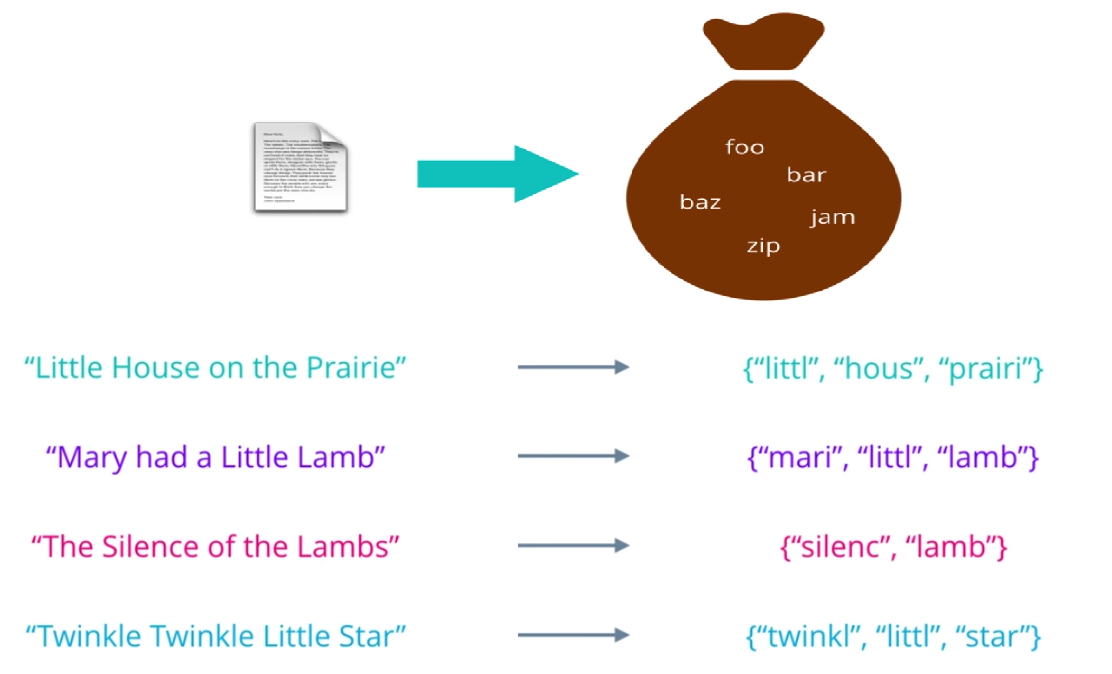 foo
bar
baz
jam
zip
“Little House on the Prairie”
{“littl”, “hous”, “prairi”}
“Mary had a Little Lamb”
{“mari”, “littl”, “lamb”}
“The Silence of the Lambs”
{“silenc”, “lamb”}
“Twinkle Twinkle Little Star”
{“twinkl”, “littl”, “star”}